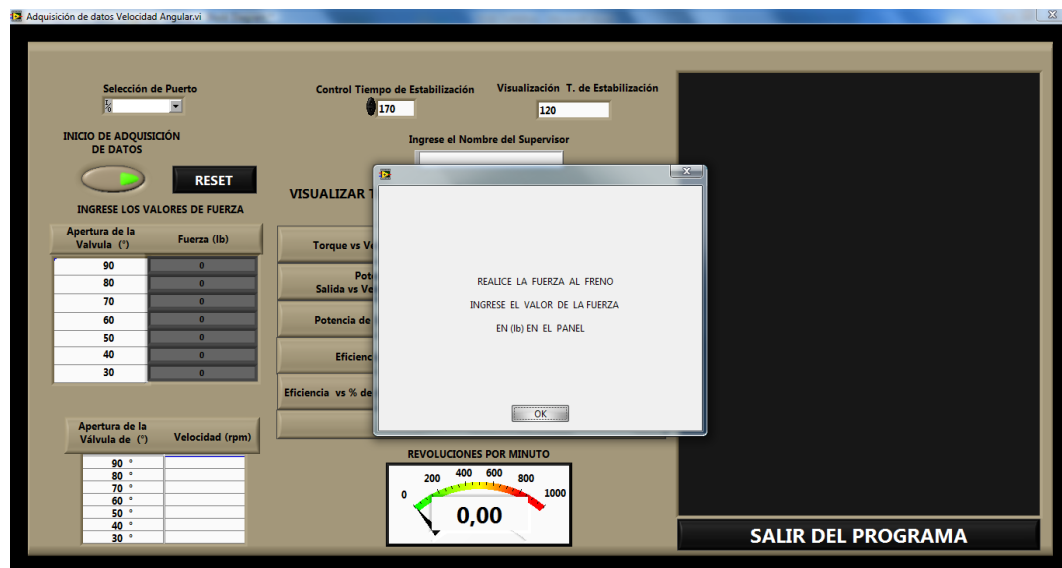 Adquisición de datos Velocidad Angular.vi
Selección de Puerto
Control Tiempo de Estabilización
Visualización T. de Estabilización
170
120
INICIO DE ADQUISICIÓN
DE DATOS
Ingrese el Nombre del Supervisor
RESET
VISUALIZAR
INGRESE LOS VALORES DE FUERZA
Apertura de la
Valvula (°)
Fuerza (lb)
90 0
80 0
70 0
60 0
50 0
40 0
30 0
Torque vs
Salida vs
Potencia de
Eficiencia vs % de
REALICE LA FUERZA AL FRENO
INGRESE EL VALOR DE LA FUERZA
EN (lb) EN EL PANEL
OK
Apertura de la
Válvula de (°)
Velocidad (rpm)
90 °
80 °
70 °
60 °
50 °
40 °
30 °
REVOLUCIONES POR MINUTO
0 200 400 600 800 1000
0,00
SALIR DEL PROGRAMA